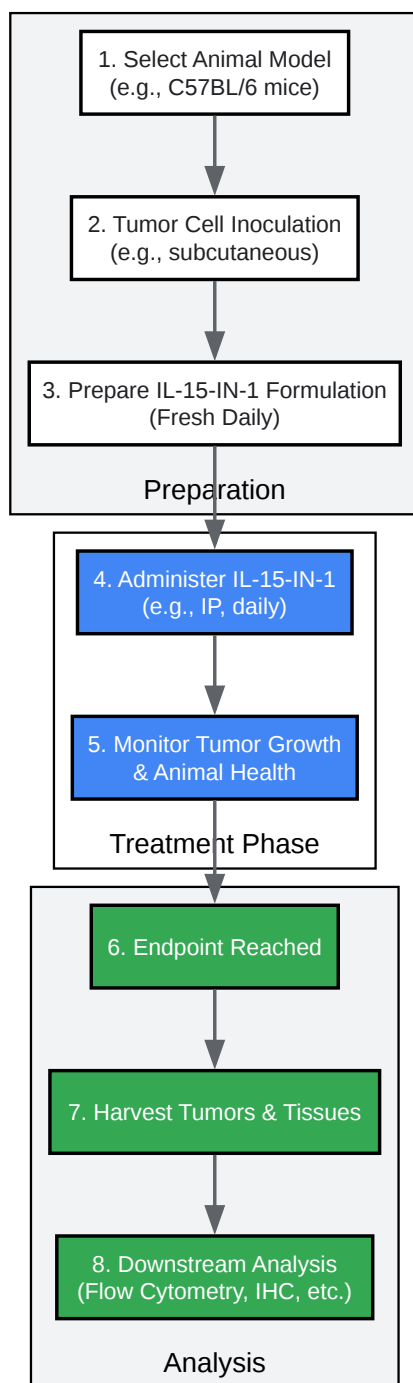 1. Select Animal Model
(e.g., C57BL/6 mice)
2. Tumor Cell Inoculation
(e.g., subcutaneous)
3. Prepare IL-15-IN-1 Formulation
(Fresh Daily)
Preparation
4. Administer IL-15-IN-1
(e.g., IP, daily)
5. Monitor Tumor Growth
& Animal Health
Treatment Phase
6. Endpoint Reached
7. Harvest Tumors & Tissues
8. Downstream Analysis
(Flow Cytometry, IHC, etc.)
Analysis